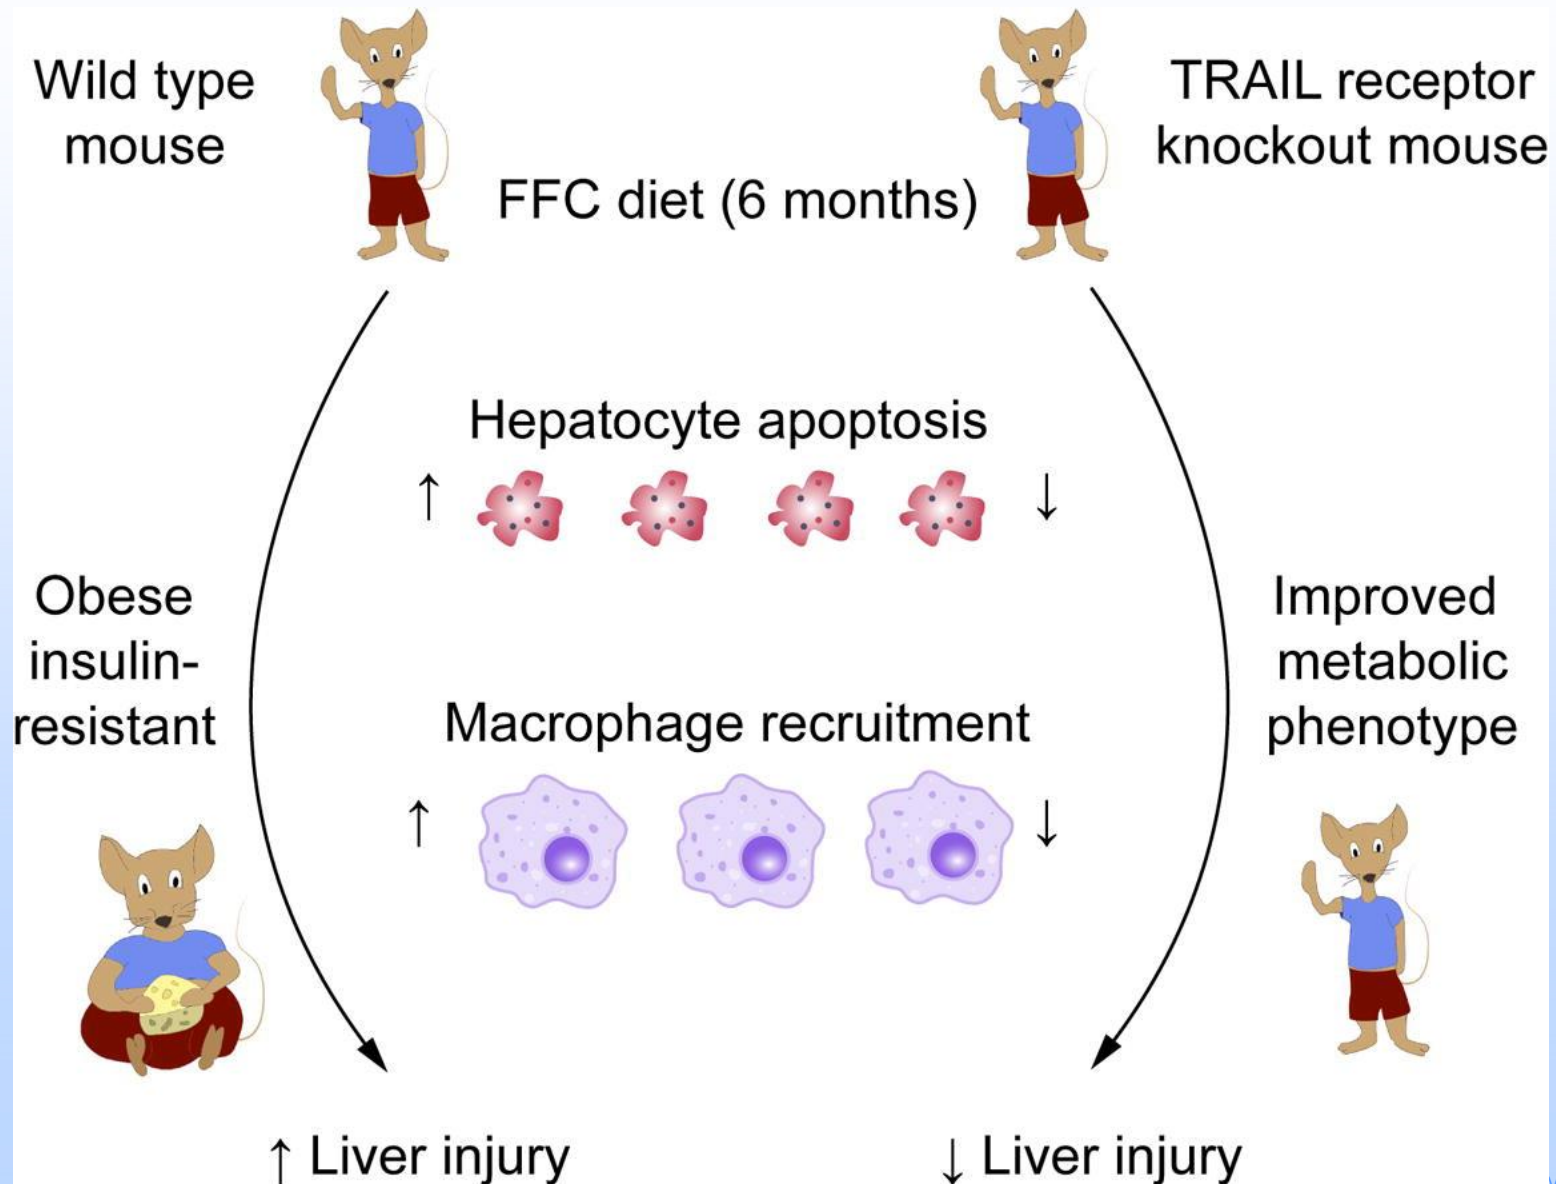 Wild type
mouse
TRAIL receptor
knockout mouse
FFC diet (6 months)
Hepatocyte apoptosis
↑ ↓
Obese
insulin-
resistant
Improved
metabolic
phenotype
Macrophage recruitment
↑ ↓
↑ Liver injury
↓ Liver injury